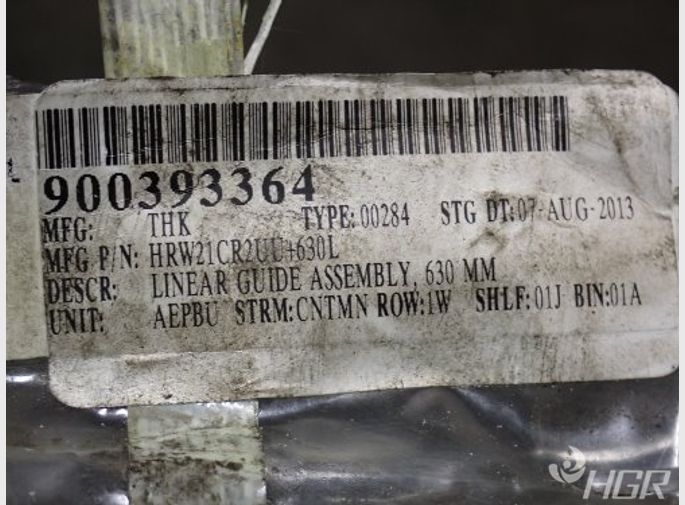 900393364
MFG: THK TYPE:00284 STG DT:07-AUG-2013
MFG P/N: HRW21CR2UU+630L
DESCR: LINEAR GUIDE ASSEMBLY, 630 MM
UNIT: AEPBU STRM:CNTMN ROW:1W SHLF:01J BIN:01A
HGR